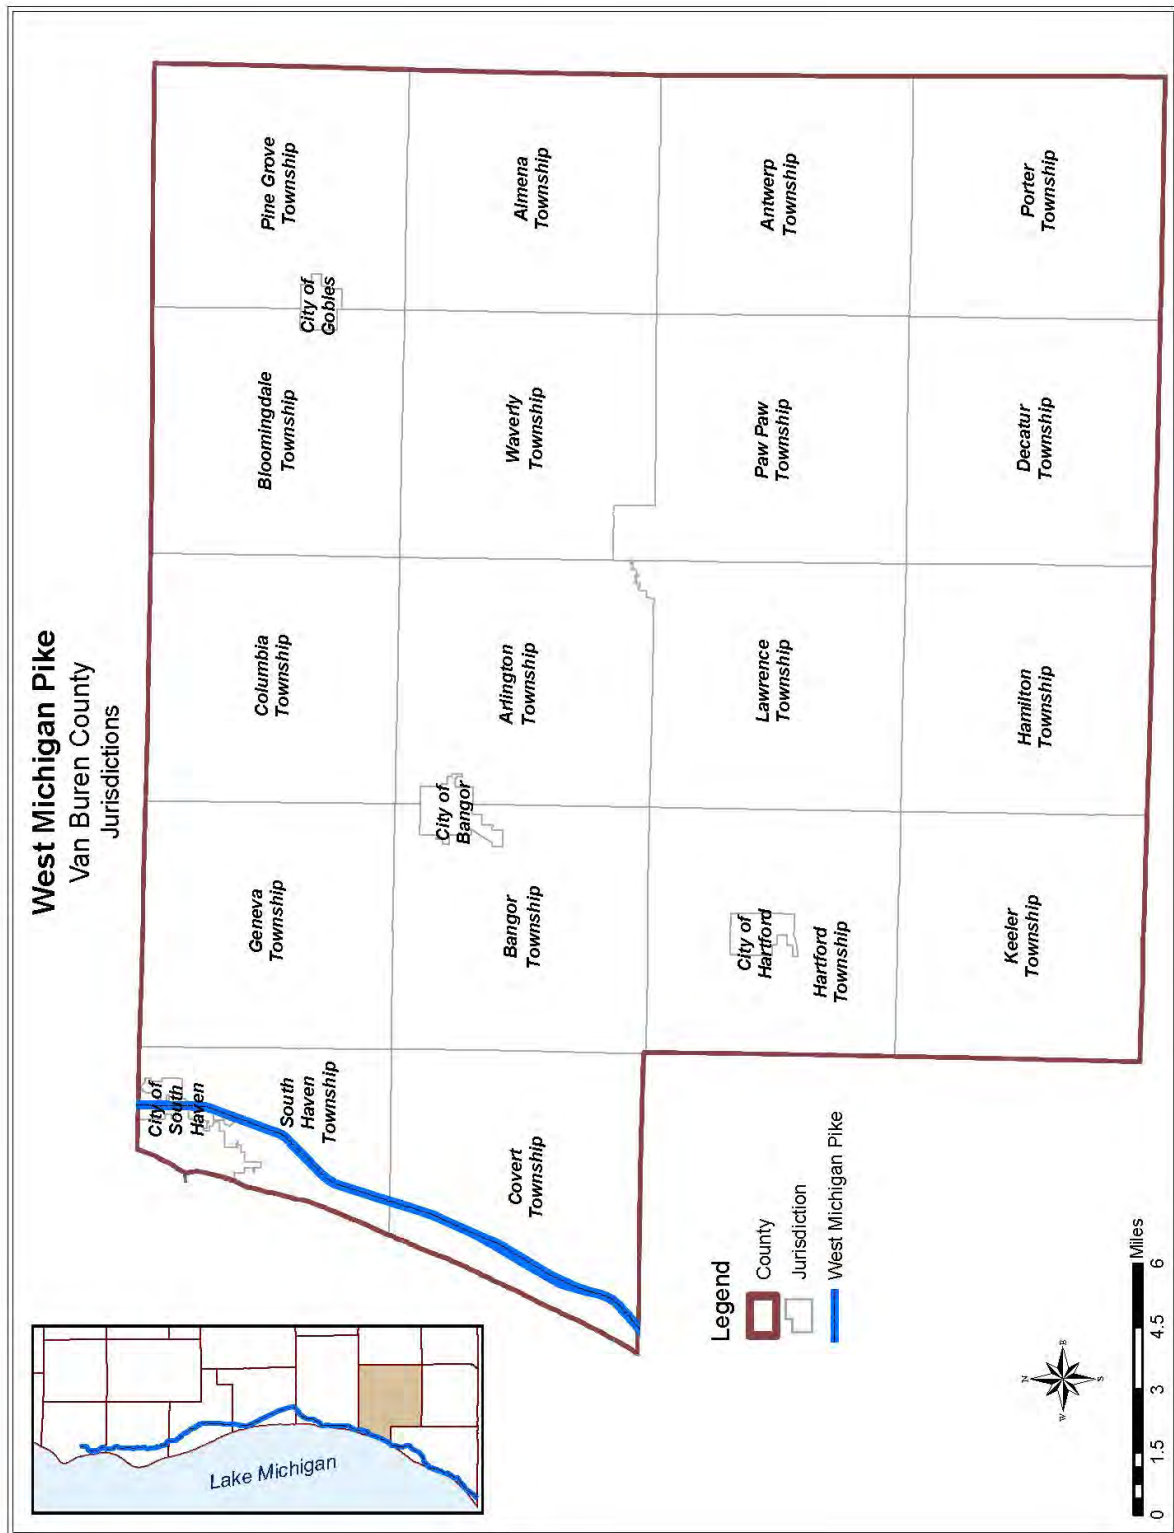 West Michigan Pike
Van Buren County
Jurisdictions
Lake Michigan
City of
South
Haven
South
Haven
Township
Geneva
Township
Columbia
Township
Bloomingdale
Township
City of
Gobles
Pine Grove
Township
Covert
Township
Bangor
Township
City of
Bangor
Arlington
Township
Waverly
Township
Almena
Township
City of
Hartford
Hartford
Township
Lawrence
Township
Paw Paw
Township
Antwerp
Township
Keeler
Township
Hamilton
Township
Decatur
Township
Porter
Township
Legend
County
Jurisdiction
West Michigan Pike
N
W
E
S
Miles
0 1.5 3 4.5 6